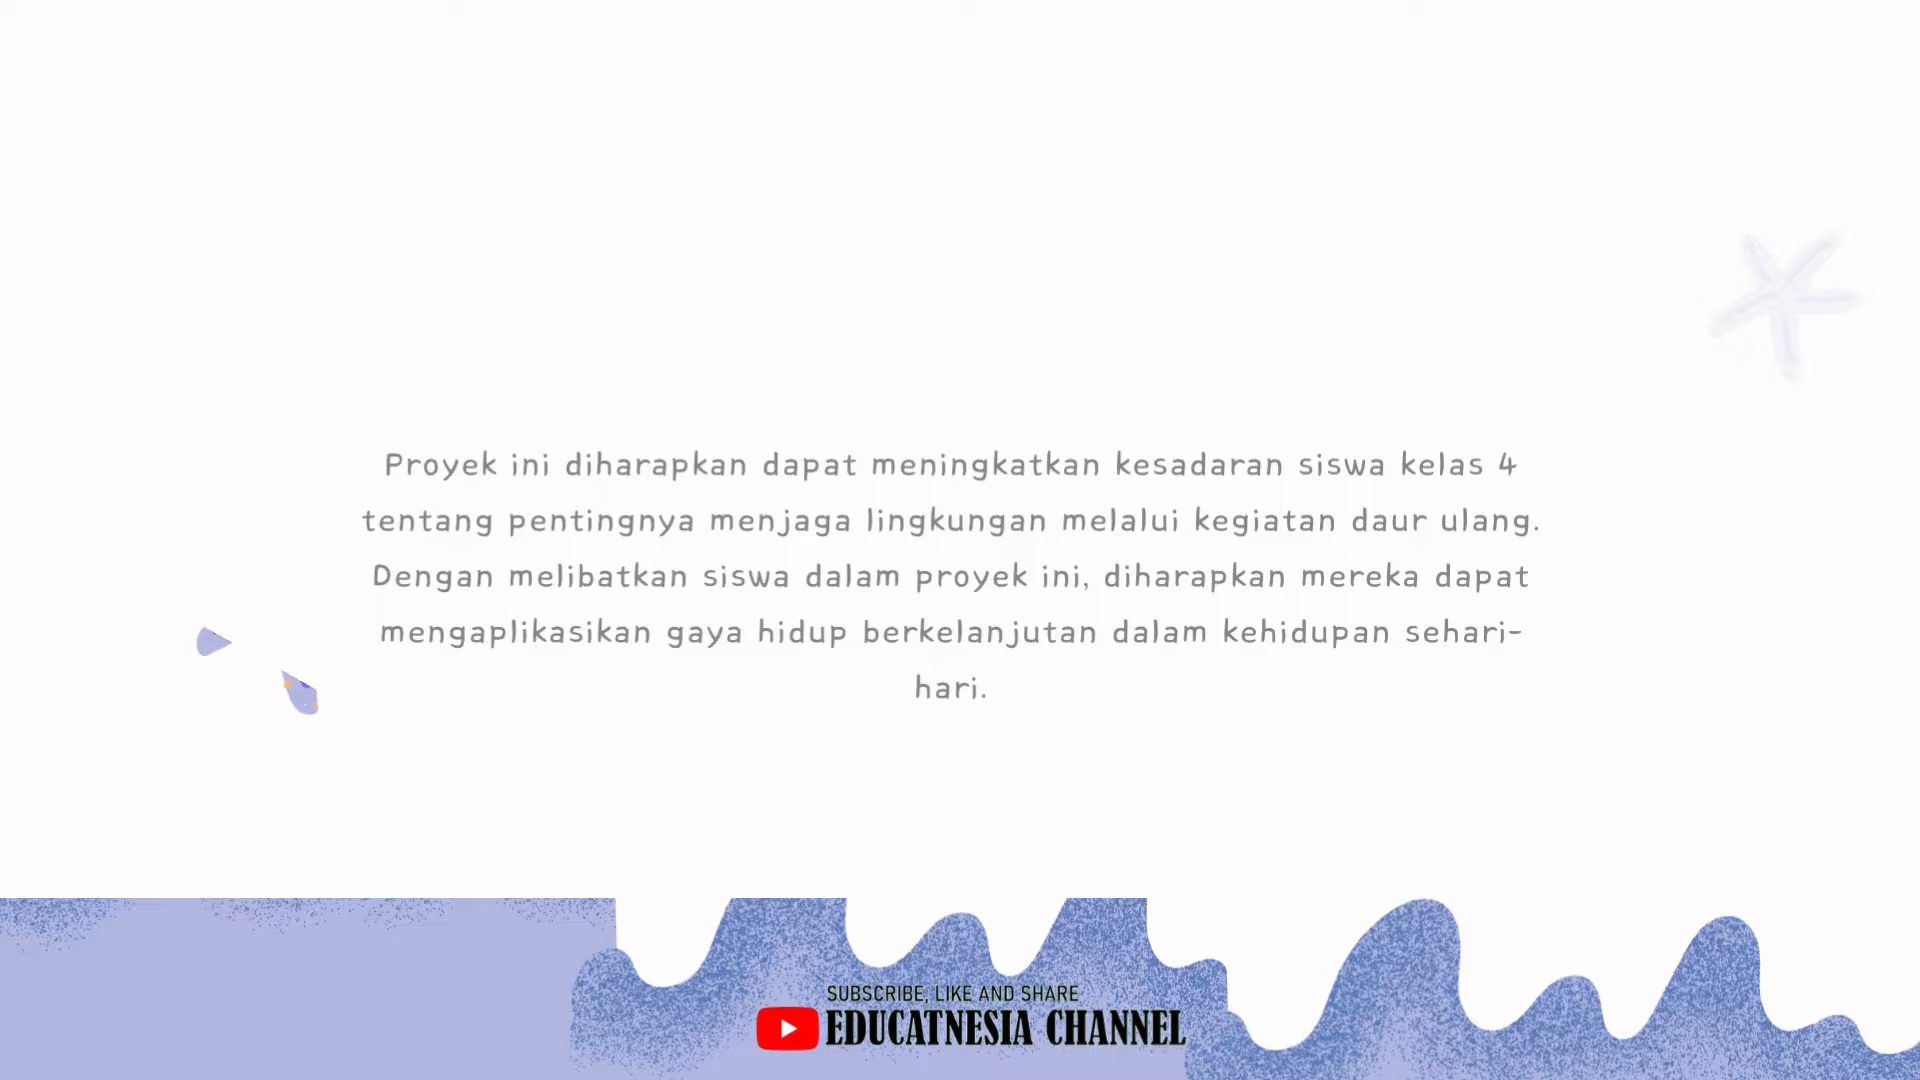 Proyek ini diharapkan dapat meningkatkan kesadaran siswa kelas 4
tentang pentingnya menjaga lingkungan melalui kegiatan daur ulang.
Dengan melibatkan siswa dalam proyek ini, diharapkan mereka dapat
mengaplikasikan gaya hidup berkelanjutan dalam kehidupan sehari-
hari.
SUBSCRIBE, LIKE AND SHARE
EDUCATNESIA CHANNEL